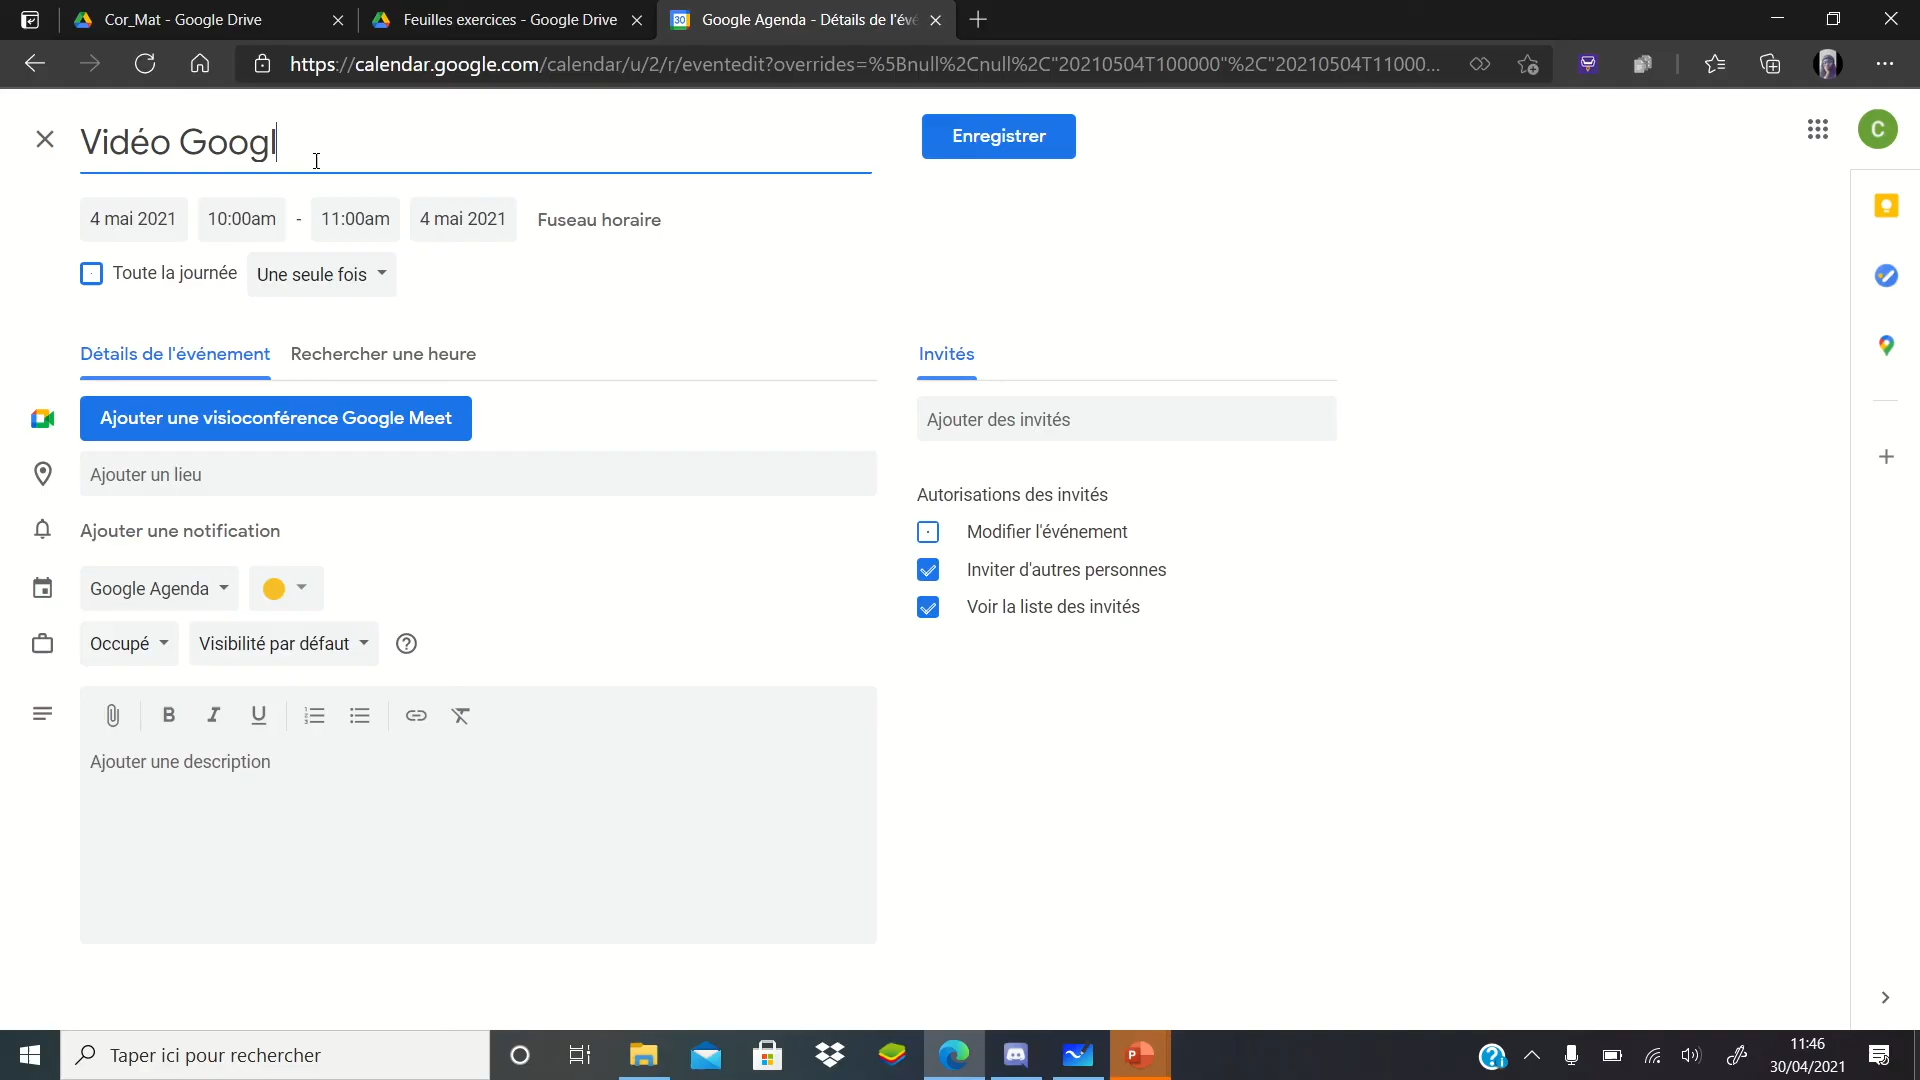 Cor_Mat - Google Drive
Feuilles exercices - Google Drive
30
Google Agenda - Détails de l'évé
https://calendar.google.com/calendar/u/2/r/eventedit?overrides=%5Bnull%2Cnull%2C"20210504T100000"%2C"20210504T11000...
Vidéo Googl
Enregistrer
C
4 mai 2021
10:00am
-
11:00am
4 mai 2021
Fuseau horaire
Toute la journée
Une seule fois
Détails de l'événement
Rechercher une heure
Invités
Ajouter une visioconférence Google Meet
Ajouter des invités
Ajouter un lieu
Autorisations des invités
Ajouter une notification
Modifier l'événement
Inviter d'autres personnes
Google Agenda
Voir la liste des invités
Occupé
Visibilité par défaut
?
B
I
U
Ajouter une description
Taper ici pour rechercher
P
?
11:46
30/04/2021